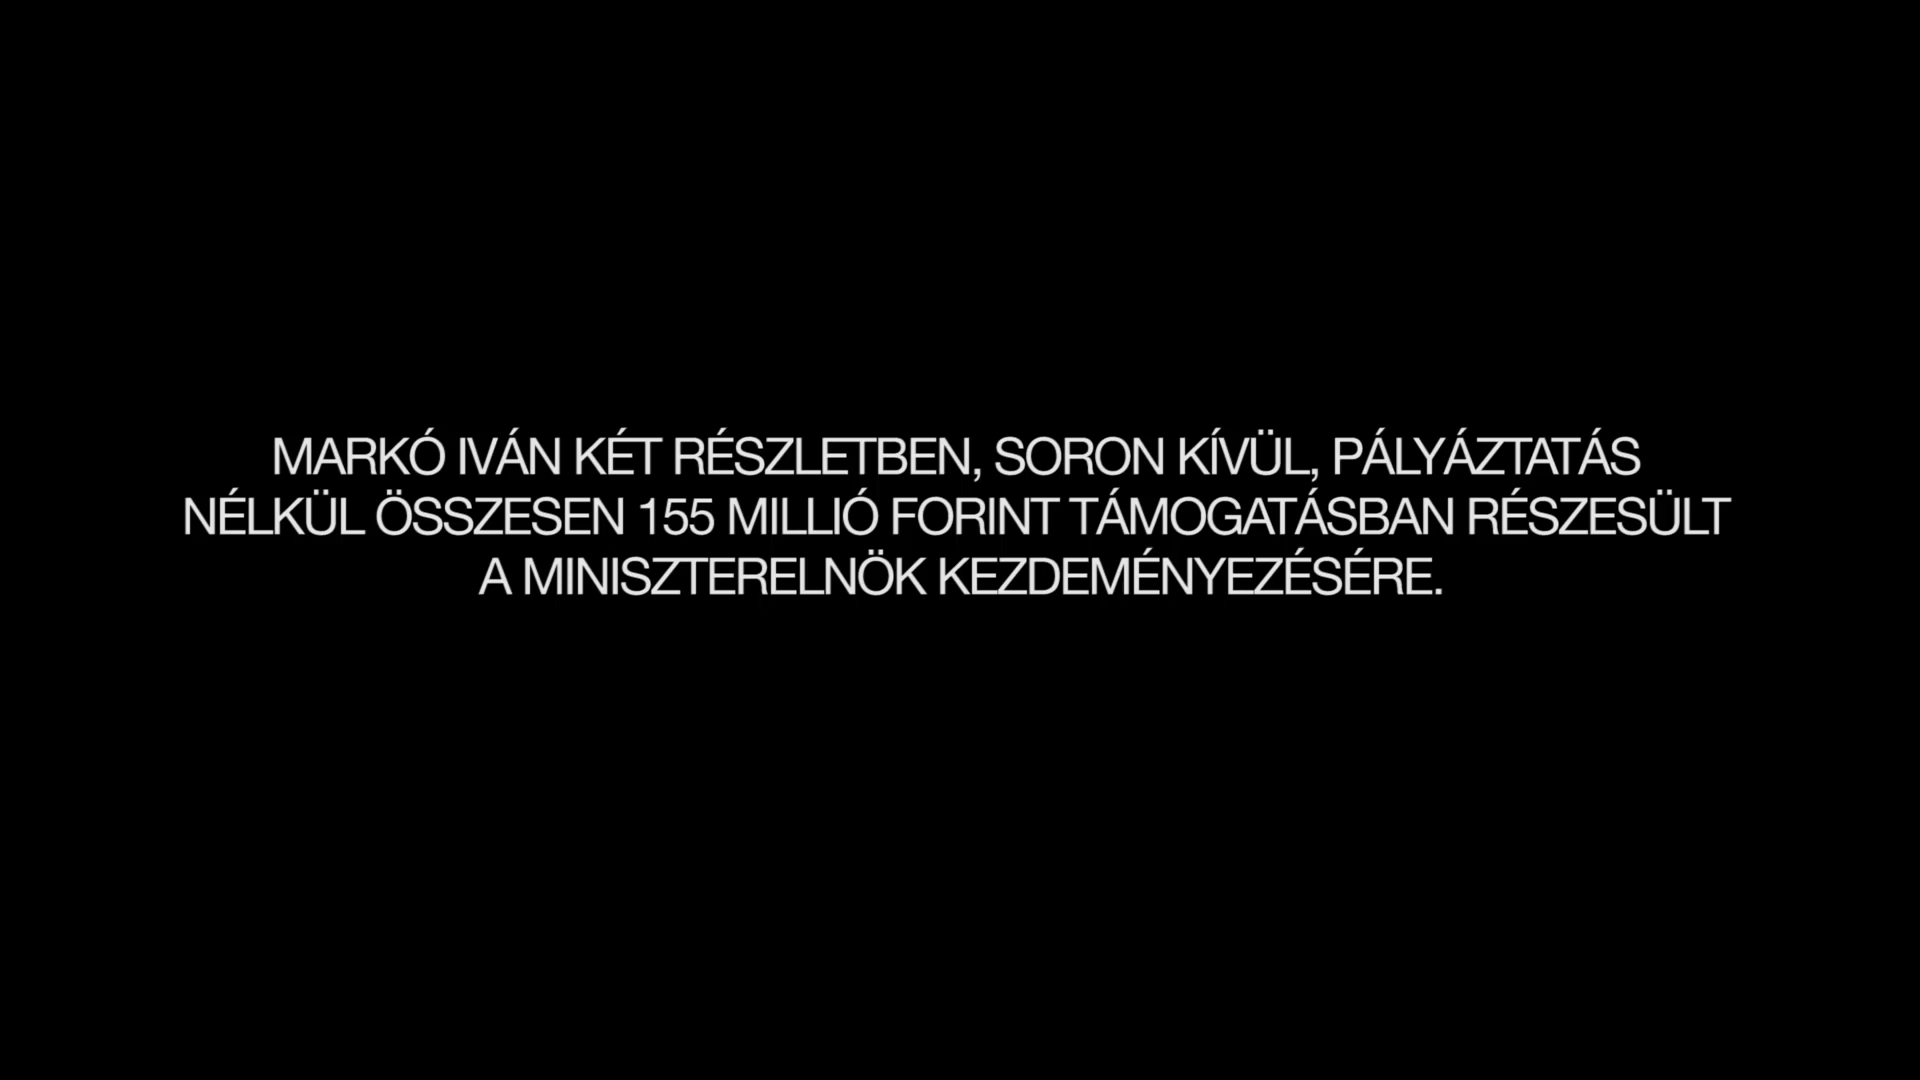 MARKÓ IVÁN KÉT RÉSZLETBEN, SORON KÍVÜL, PÁLYÁZTATÁS
NÉLKÜL ÖSSZESEN 155 MILLIÓ FORINT TÁMOGATÁSBAN RÉSZESÜLT
A MINISZTERELNÖK KEZDEMÉNYEZÉSÉRE.